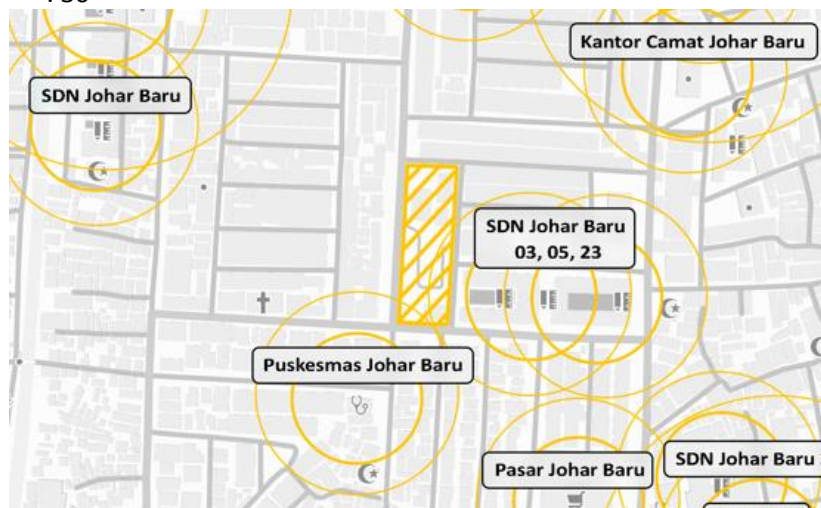 Kantor Camat Johar Baru
SDN Johar Baru
SDN Johar Baru
03, 05, 23
Puskesmas Johar Baru
Pasar Johar Baru
SDN Johar Baru